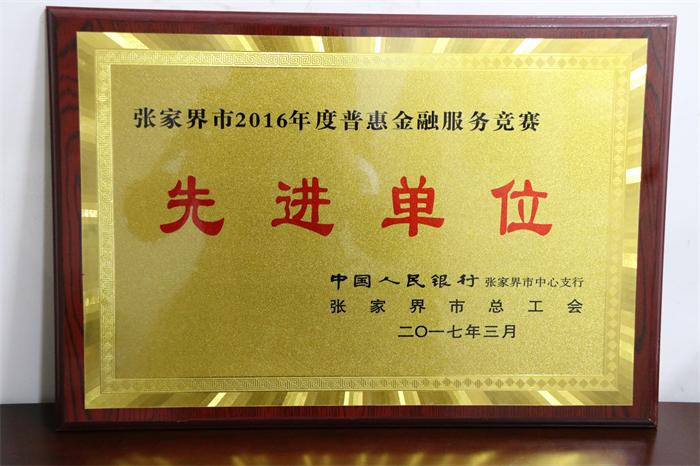 张家界市2016年度普惠金融服务竞赛
先进单位
中国人民银行张家界市中心支行
张家界市总工会
二〇一七年三月